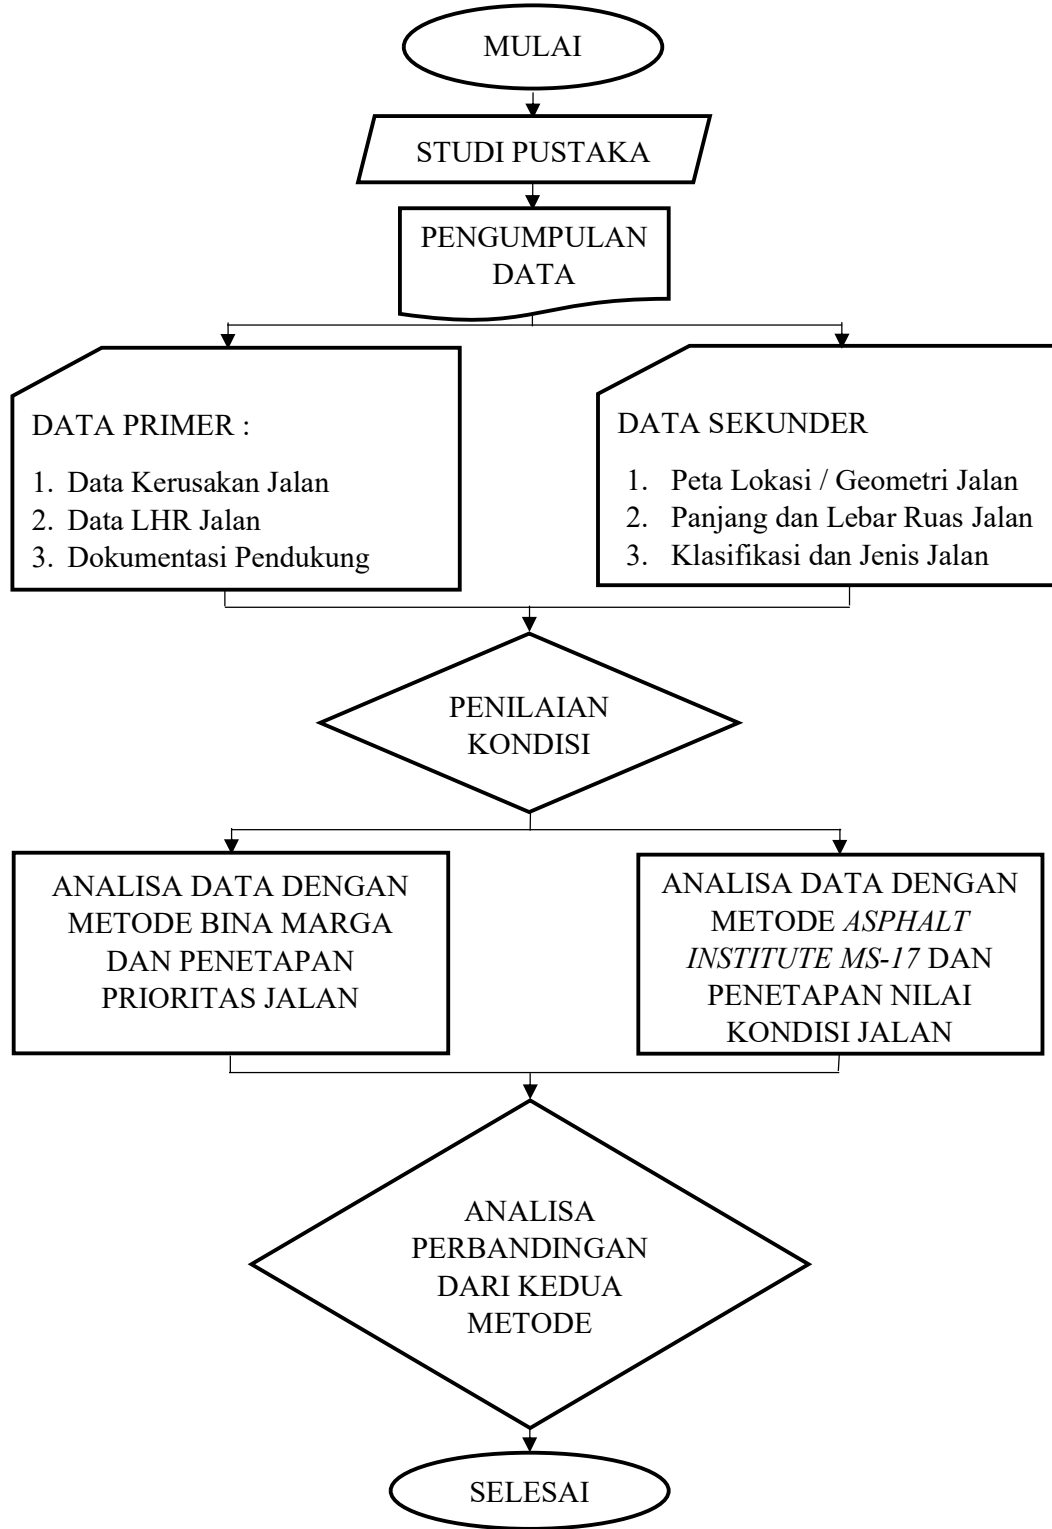 MULAI
STUDI PUSTAKA
PENGUMPULAN
DATA
DATA PRIMER :
1. Data Kerusakan Jalan
2. Data LHR Jalan
3. Dokumentasi Pendukung
DATA SEKUNDER
1. Peta Lokasi / Geometri Jalan
2. Panjang dan Lebar Ruas Jalan
3. Klasifikasi dan Jenis Jalan
PENILAIAN
KONDISI
ANALISA DATA DENGAN
METODE BINA MARGA
DAN PENETAPAN
PRIORITAS JALAN
ANALISA DATA DENGAN
METODE ASPHALT
INSTITUTE MS-17 DAN
PENETAPAN NILAI
KONDISI JALAN
ANALISA
PERBANDINGAN
DARI KEDUA
METODE
SELESAI